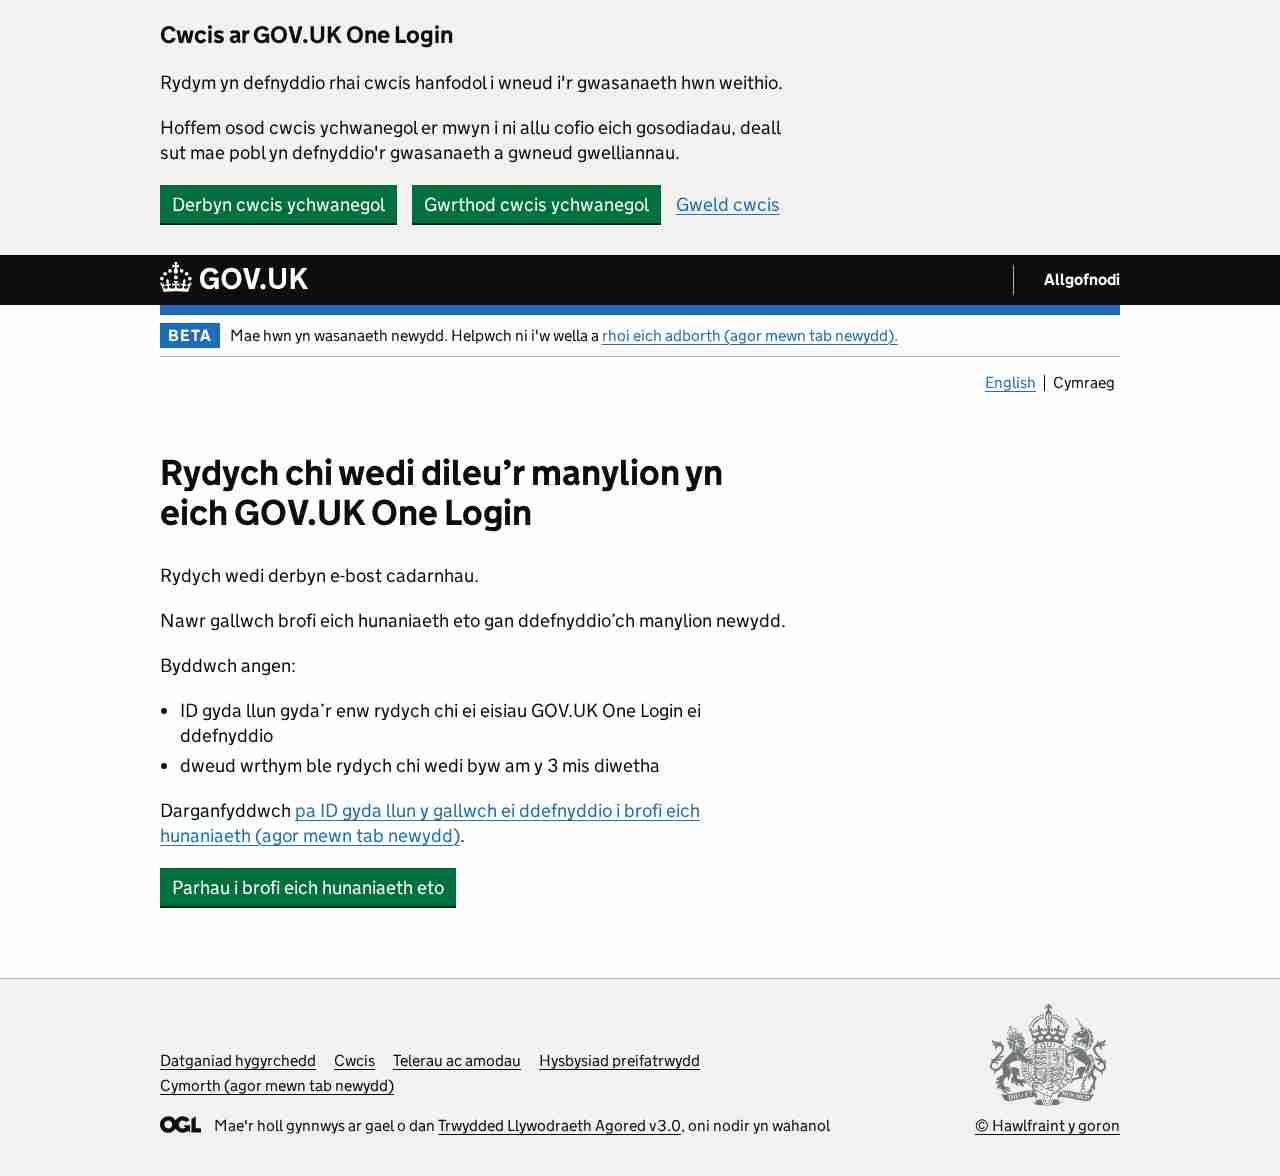 Cwcis ar GOV.UK One Login
Rydym yn defnyddio rhai cwcis hanfodol i wneud i'r gwasanaeth hwn weithio.
Hoffem osod cwcis ychwanegol er mwyn i ni allu cofio eich gosodiadau, deall
sut mae pobl yn defnyddio'r gwasanaeth a gwneud gwelliannau.
Derbyn cwcis ychwanegol Gwrthod cwcis ychwanegol Gweld cwcis
GOV.UK Allgofnodi
BETA Mae hwn yn wasanaeth newydd. Helpwch ni i'w wella a rhoi eich adborth (agor mewn tab newydd).
English Cymraeg
Rydych chi wedi dileu’r manylion yn
eich GOV.UK One Login
Rydych wedi derbyn e-bost cadarnhau.
Nawr gallwch brofi eich hunaniaeth eto gan ddefnyddio’ch manylion newydd.
Byddwch angen:
• ID gyda llun gyda’r enw rydych chi ei eisiau GOV.UK One Login ei
ddefnyddio
• dweud wrthym ble rydych chi wedi byw am y 3 mis diwetha
Darganfyddwch pa ID gyda llun y gallwch ei ddefnyddio i brofi eich
hunaniaeth (agor mewn tab newydd).
Parhau i brofi eich hunaniaeth eto
Datganiad hygyrchedd Cwcis Telerau ac amodau Hysbysiad preifatrwydd
Cymorth (agor mewn tab newydd)
OGL Mae'r holl gynnwys ar gael o dan Trwydded Llywodraeth Agored v3.0, oni nodir yn wahanol
© Hawlfraint y goron